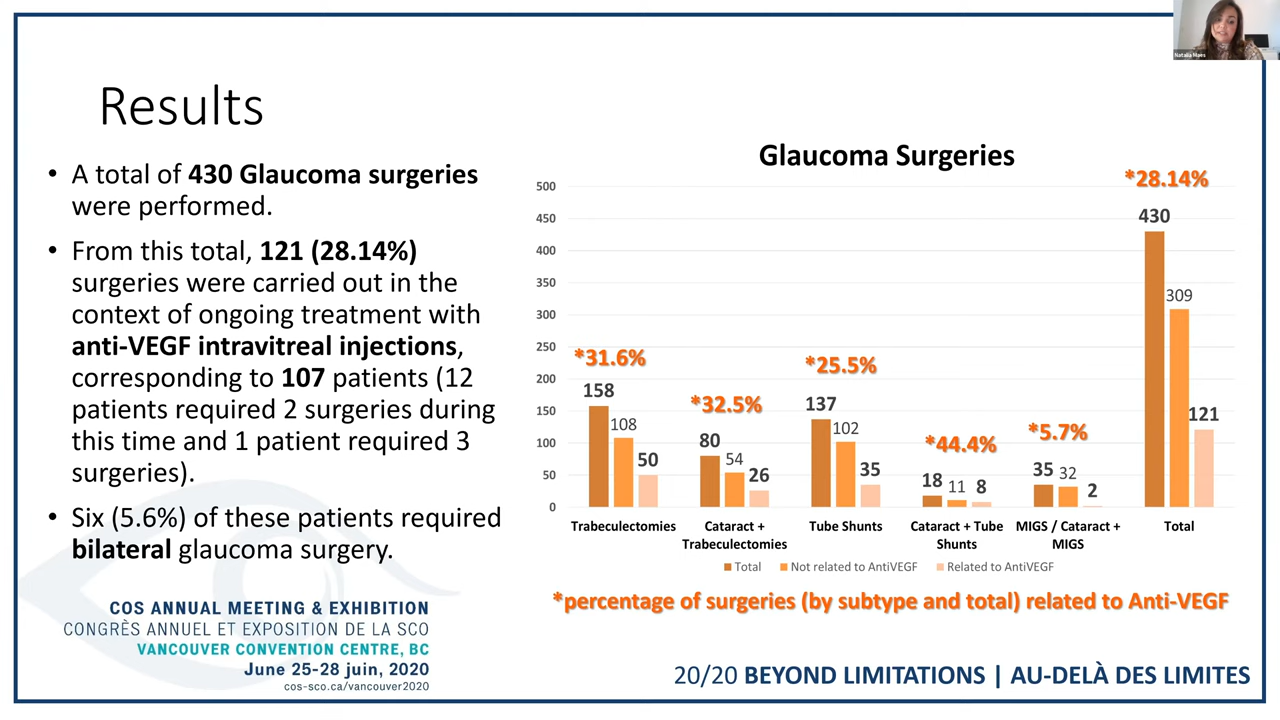 Natalia Moes
Results
• A total of 430 Glaucoma surgeries
were performed.
• From this total, 121 (28.14%)
surgeries were carried out in the
context of ongoing treatment with
anti-VEGF intravitreal injections,
corresponding to 107 patients (12
patients required 2 surgeries during
this time and 1 patient required 3
surgeries).
• Six (5.6%) of these patients required
bilateral glaucoma surgery.
Glaucoma Surgeries
500
450
400
350
300
250
200
150
100
50
0
*31.6%
158
108
50
*32.5%
80
54
26
*25.5%
137
102
35
*44.4%
18
11
8
*5.7%
35
32
2
*28.14%
430
309
121
Trabeculectomies
Cataract +
Trabeculectomies
Tube Shunts
Cataract + Tube
Shunts
MIGS / Cataract +
MIGS
Total
Total
Not related to AntiVEGF
Related to AntiVEGF
*percentage of surgeries (by subtype and total) related to Anti-VEGF
COS ANNUAL MEETING & EXHIBITION
CONGRÈS ANNUEL ET EXPOSITION DE LA SCO
VANCOUVER CONVENTION CENTRE, BC
June 25-28 juin, 2020
cos-sco.ca/vancouver2020
20/20 BEYOND LIMITATIONS | AU-DELÀ DES LIMITES